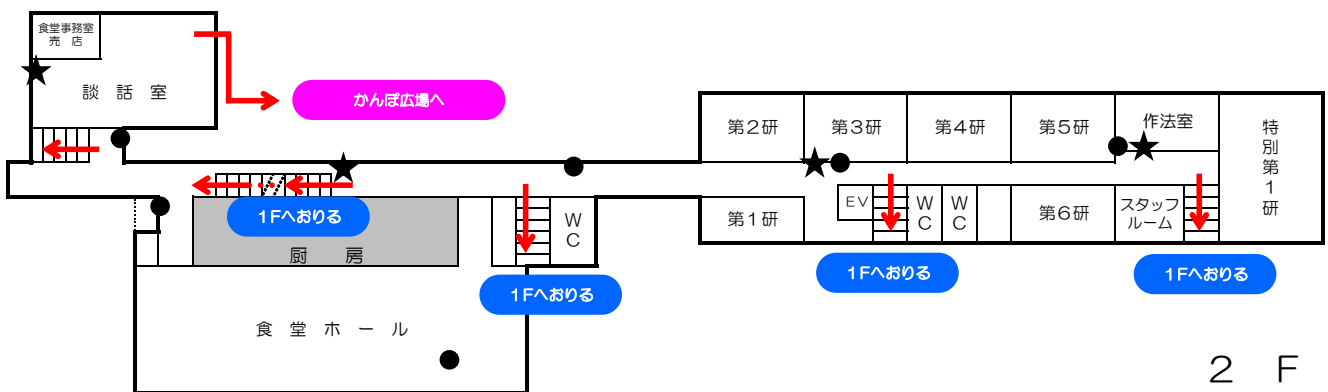 食堂事務室
売 店
談 話 室
かんぽ広場へ
第2研
第3研
第4研
第5研
作法室
特別第1研
1Fへおりる
厨 房
WC
第1研
EV
WC
WC
第6研
スタッフ
ルーム
1Fへおりる
1Fへおりる
1Fへおりる
食 堂 ホ ー ル
2 F